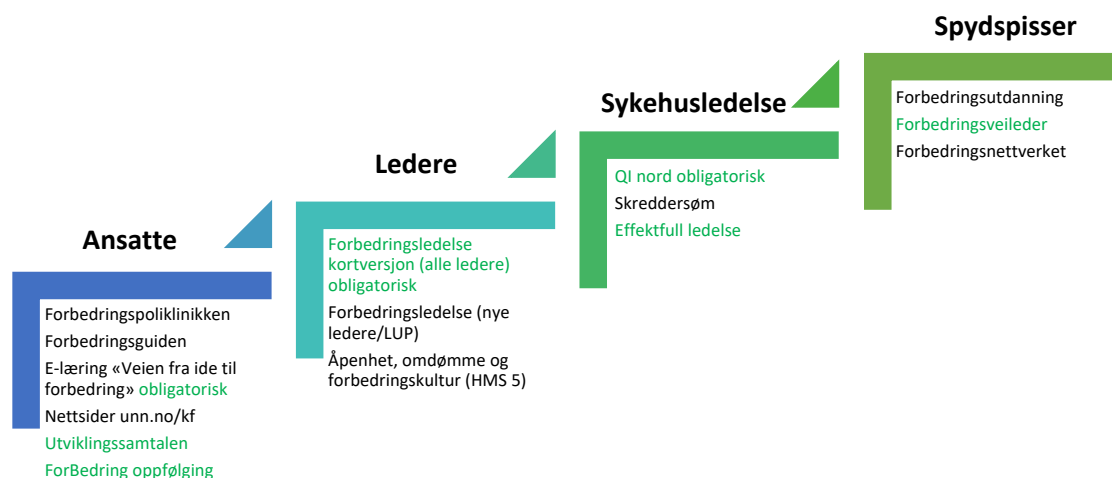 Ansatte
Forbedringspoliklinikken
Forbedringsguiden
E-læring «Veien fra ide til
forbedring» obligatorisk
Nettsider unn.no/kf
Utviklingssamtalen
ForBedring oppfølging
Ledere
Forbedringsledelse
kortversjon (alle ledere)
obligatorisk
Forbedringsledelse (nye
ledere/LUP)
Åpenhet, omdømme og
forbedringskultur (HMS 5)
Sykehusledelse
QI nord obligatorisk
Skreddersøm
Effektfull ledelse
Spydspisser
Forbedringsutdanning
Forbedringsveileder
Forbedringsnettverket